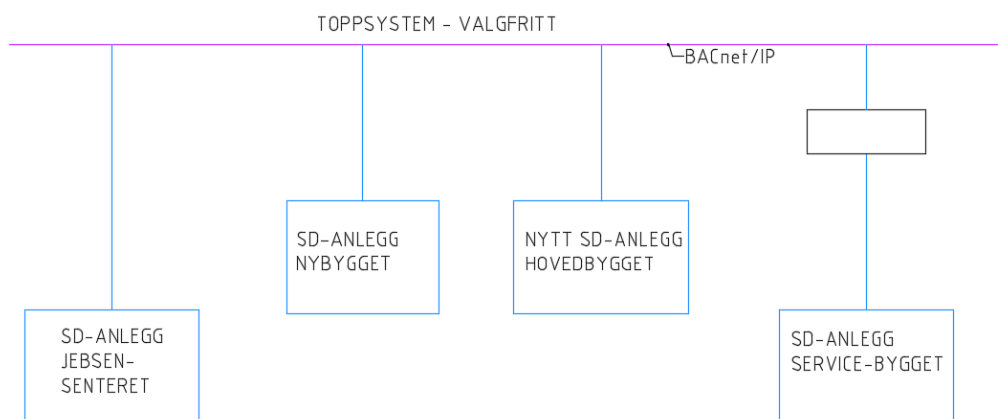 TOPPSYSTEM - VALGFRITT
BACnet/IP
SD-ANLEGG
NYBYGGET
NYTT SD-ANLEGG
HOVEDBYGGET
SD-ANLEGG
JEBSEN-
SENTERET
SD-ANLEGG
SERVICE-BYGGET